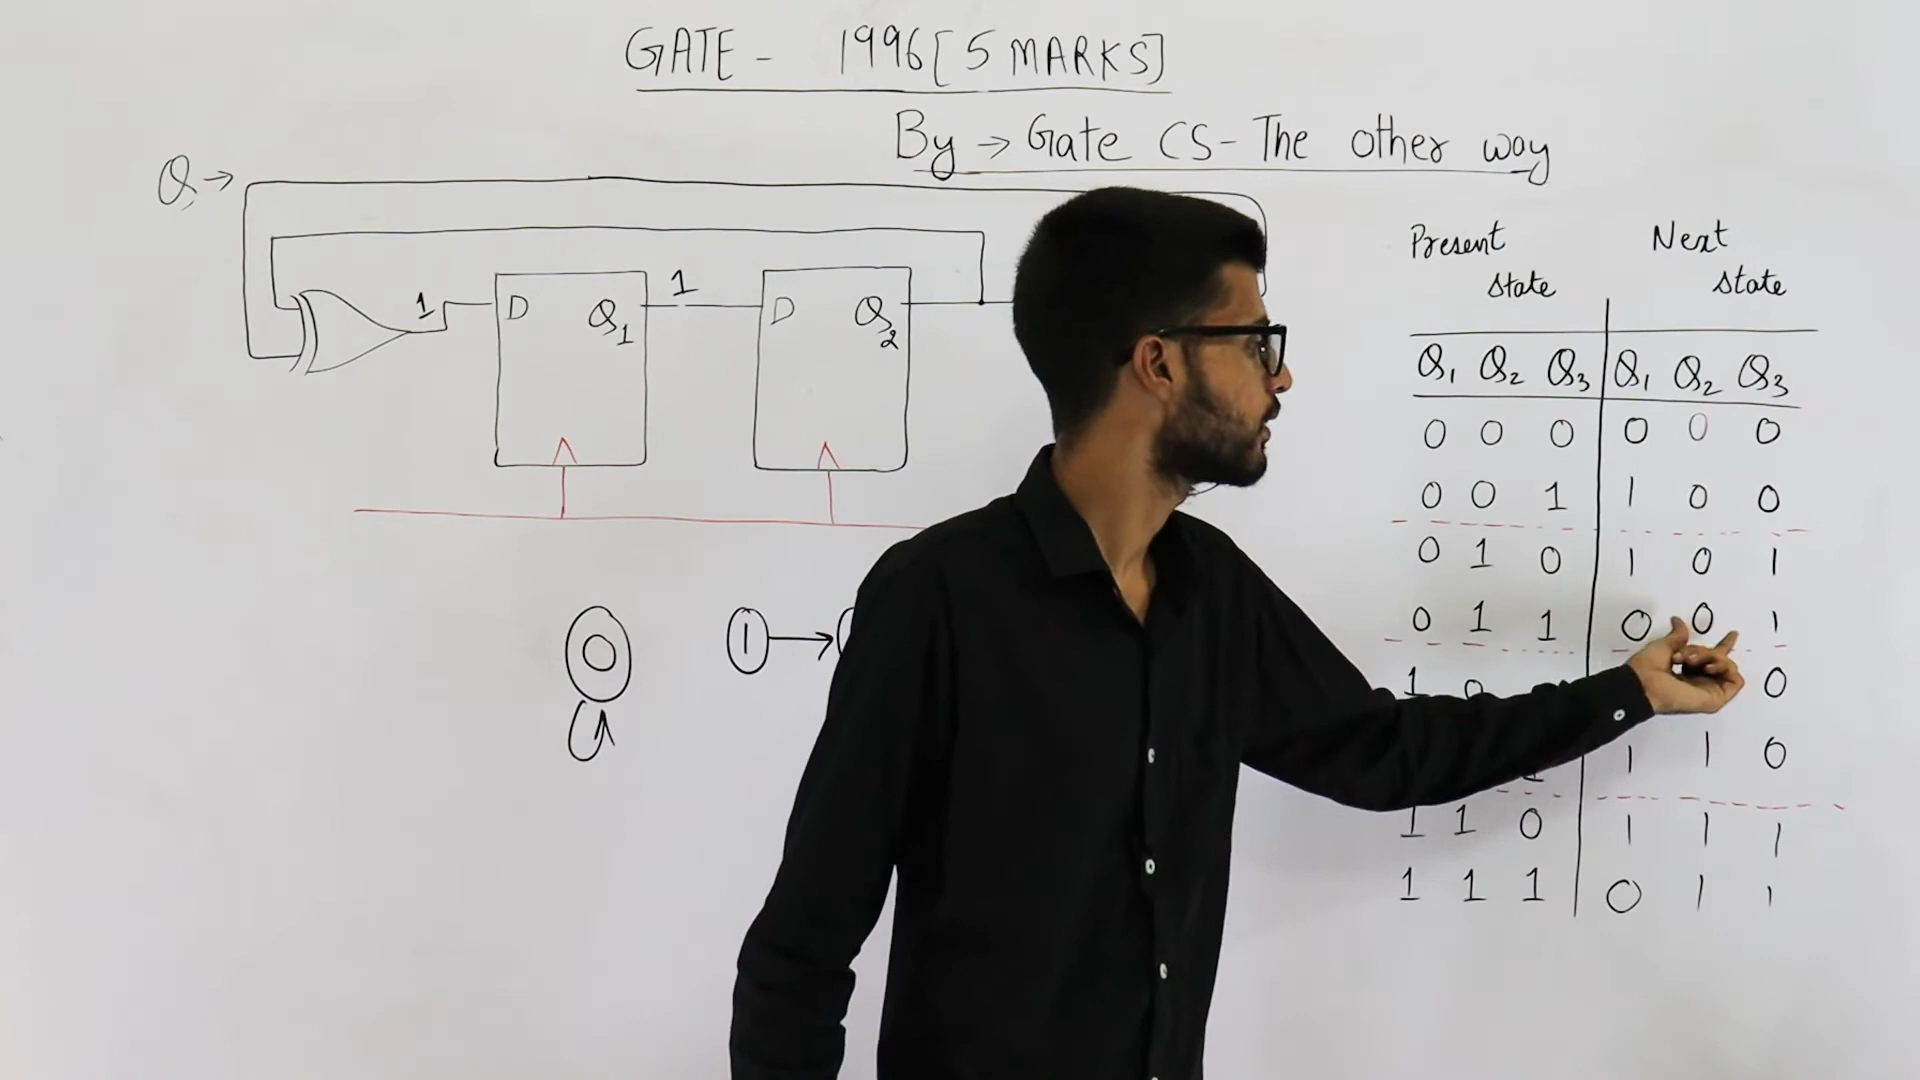 GATE - 1996 [5 MARKS]
By → Gate CS - The other way
Q →
1 1
D Q1 D Q2
0 1 →
Present Next
state state
Q1 Q2 Q3 Q1 Q2 Q3
0 0 0 0 0 0
0 0 1 1 0 0
0 1 0 1 0 1
0 1 1 0 0 1
1 0 0
1 1 0
1 1 0 1 1 1
1 1 1 0 1 1